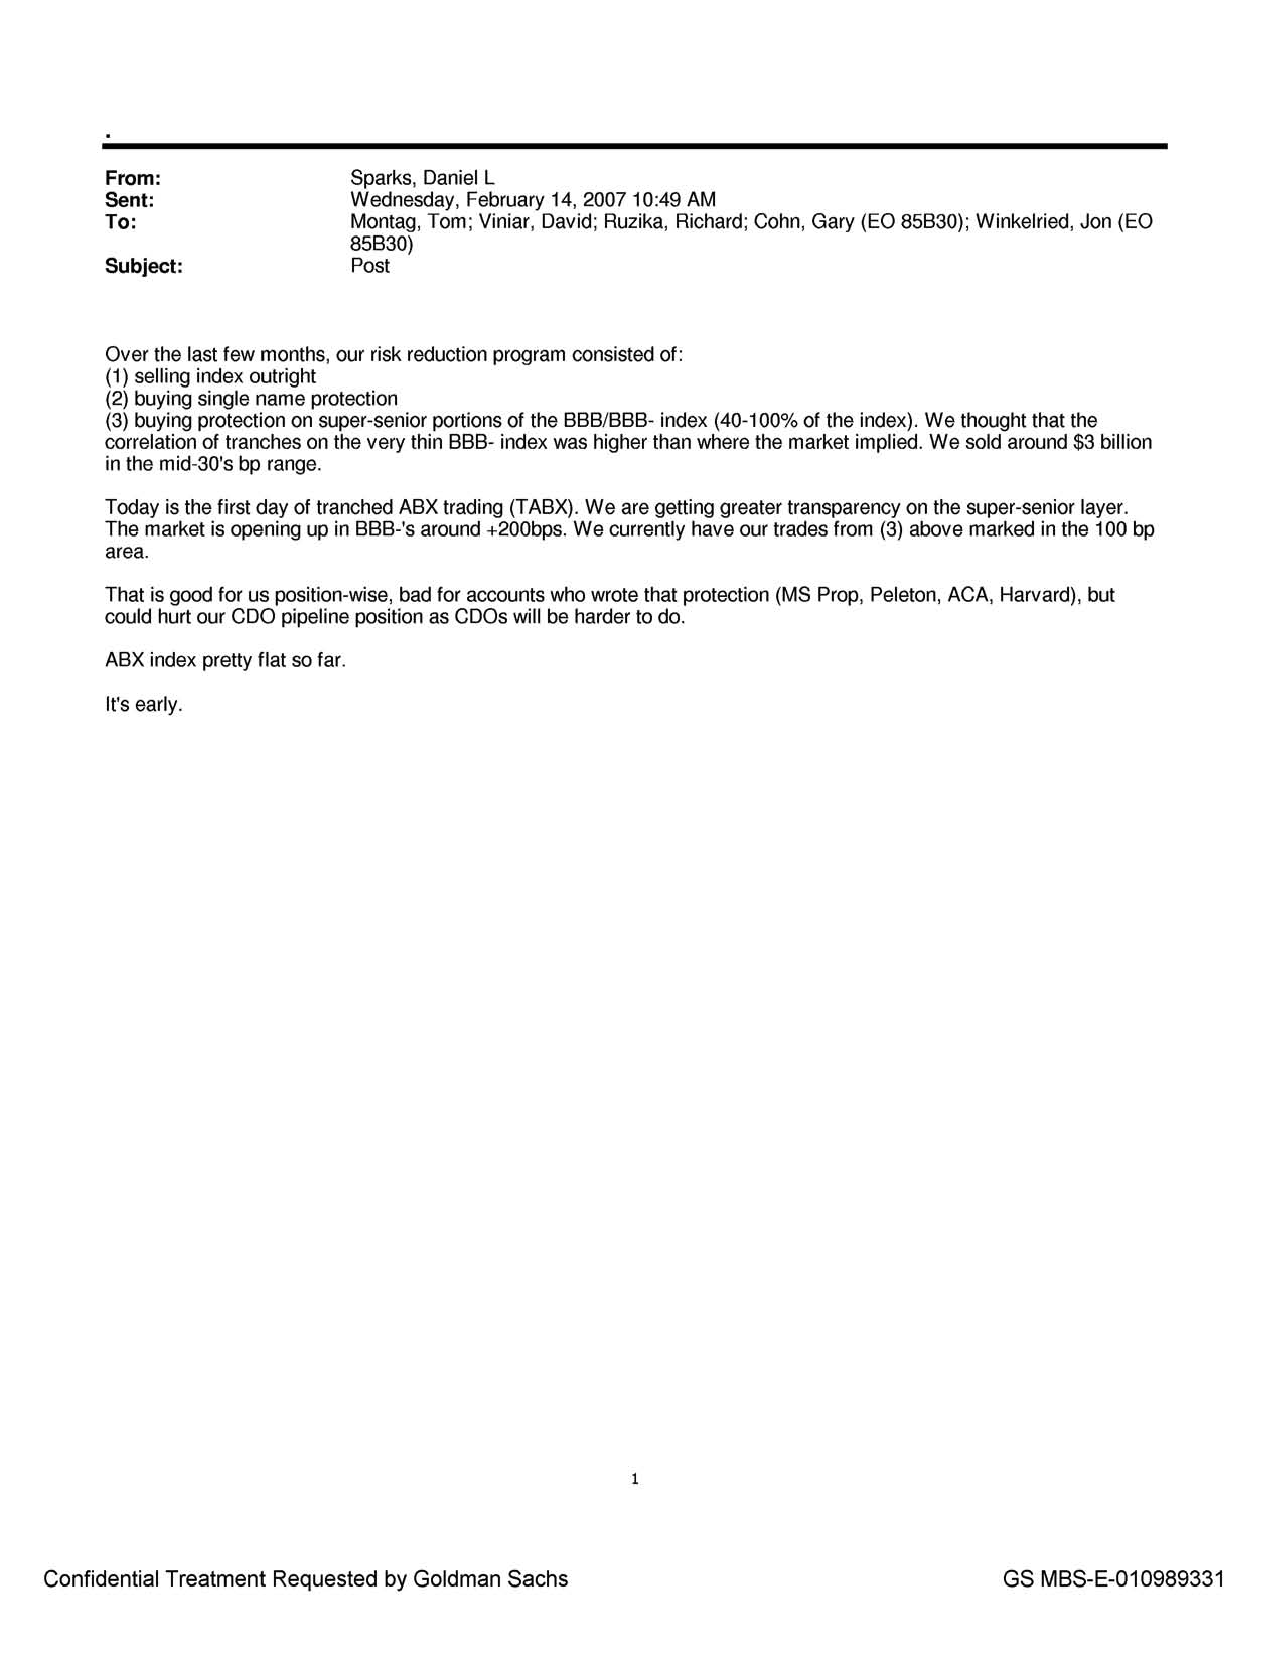 .
From: Sparks, Daniel L
Sent: Wednesday, February 14, 2007 10:49 AM
To: Montag, Tom; Viniar, David; Ruzika, Richard; Cohn, Gary (EO 85B30); Winkelried, Jon (EO
85B30)
Subject: Post
Over the last few months, our risk reduction program consisted of:
(1) selling index outright
(2) buying single name protection
(3) buying protection on super-senior portions of the BBB/BBB- index (40-100% of the index). We thought that the
correlation of tranches on the very thin BBB- index was higher than where the market implied. We sold around $3 billion
in the mid-30's bp range.
Today is the first day of tranched ABX trading (TABX). We are getting greater transparency on the super-senior layer.
The market is opening up in BBB-'s around +200bps. We currently have our trades from (3) above marked in the 100 bp
area.
That is good for us position-wise, bad for accounts who wrote that protection (MS Prop, Peleton, ACA, Harvard), but
could hurt our CDO pipeline position as CDOs will be harder to do.
ABX index pretty flat so far.
It's early.
1
Confidential Treatment Requested by Goldman Sachs GS MBS-E-010989331